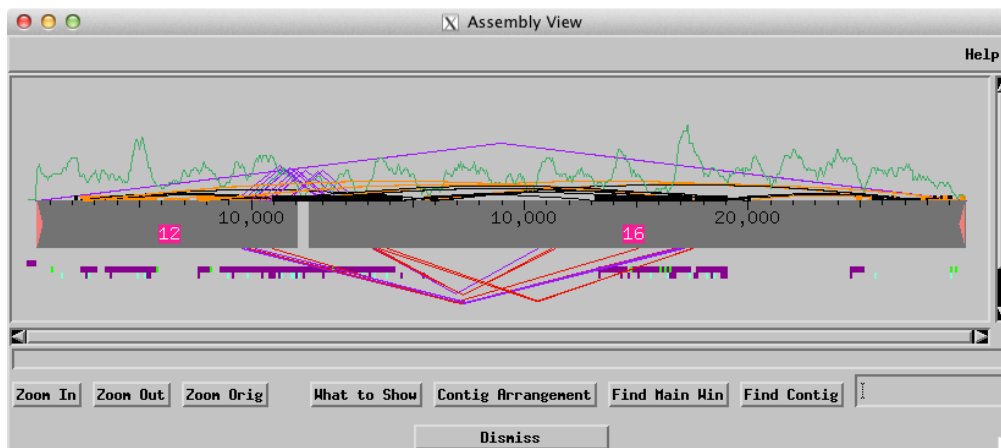 Assembly View
Help
10,000 10,000 20,000
12 16
Zoom In Zoom Out Zoom Orig What to Show Contig Arrangement Find Main Win Find Contig
Dismiss